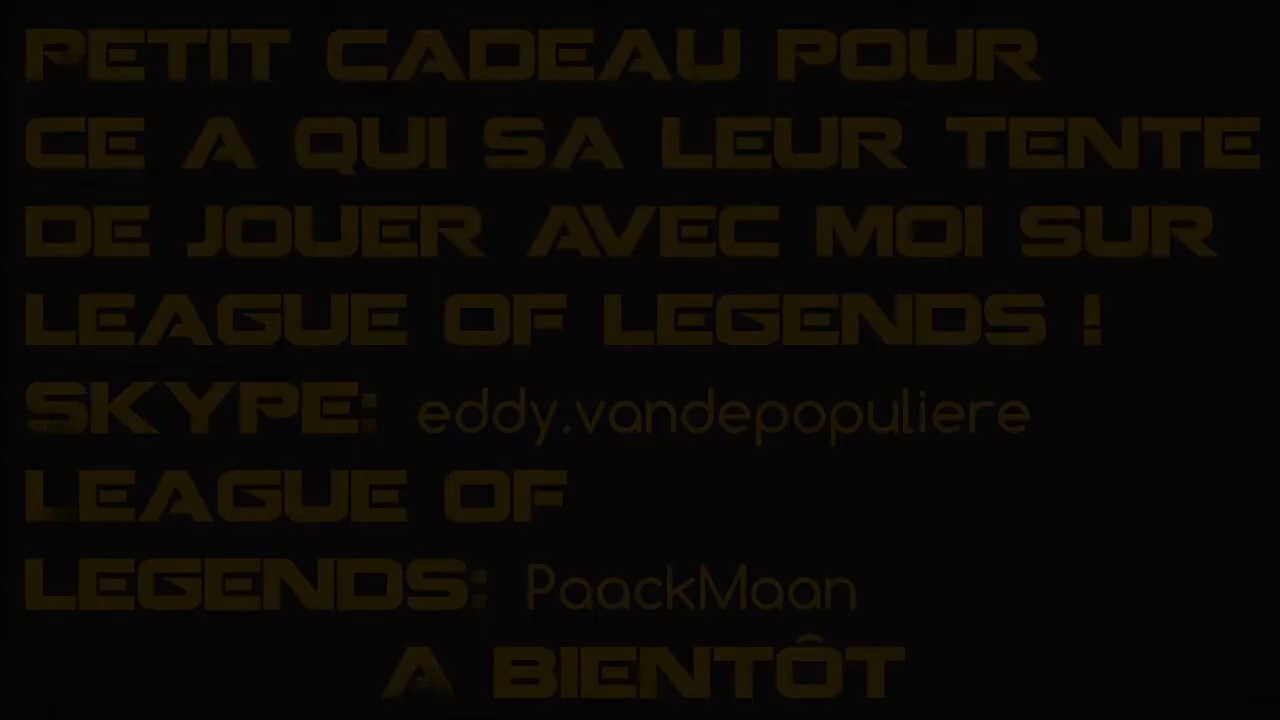 PETIT CADEAU POUR
CE A QUI SA LEUR TENTE
DE JOUER AVEC MOI SUR
LEAGUE OF LEGENDS !
SKYPE: eddy.vandepopuliere
LEAGUE OF
LEGENDS: PaackMaan
A BIENTÔT